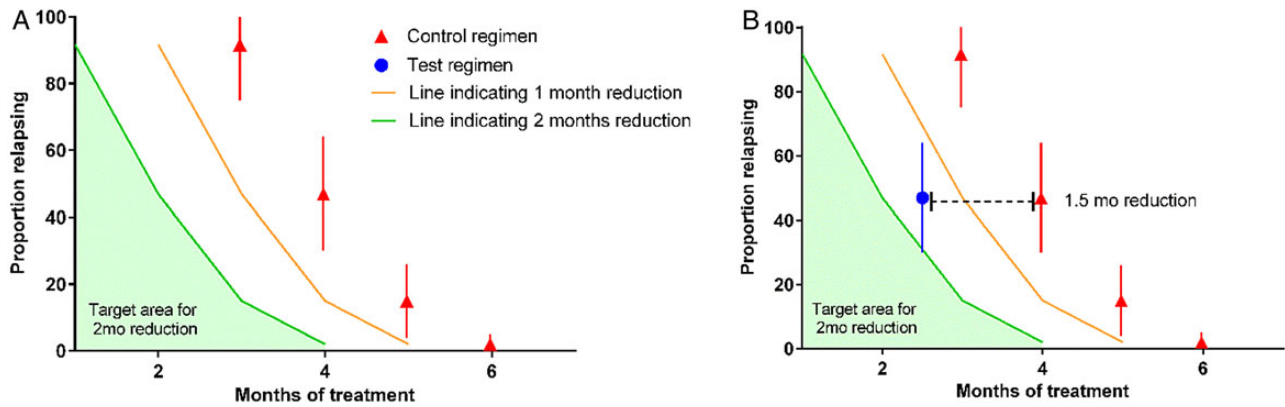 A
100
80
60
40
20
0
Proportion relapsing
Control regimen
Test regimen
Line indicating 1 month reduction
Line indicating 2 months reduction
Target area for
2mo reduction
2
4
6
Months of treatment
B
100
80
60
40
20
0
Proportion relapsing
1.5 mo reduction
Target area for
2mo reduction
2
4
6
Months of treatment